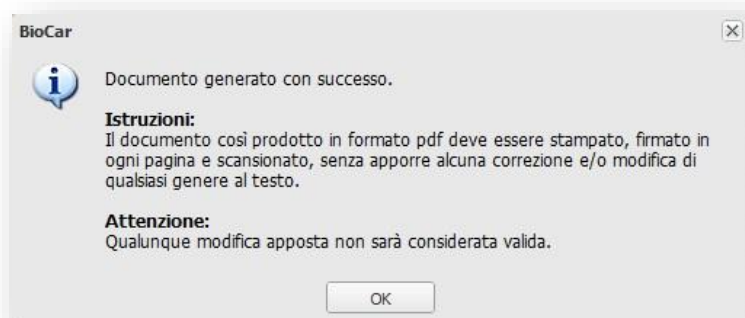 BioCar
Documento generato con successo.
Istruzioni:
Il documento così prodotto in formato pdf deve essere stampato, firmato in
ogni pagina e scansionato, senza apporre alcuna correzione e/o modifica di
qualsiasi genere al testo.
Attenzione:
Qualunque modifica apposta non sarà considerata valida.
OK